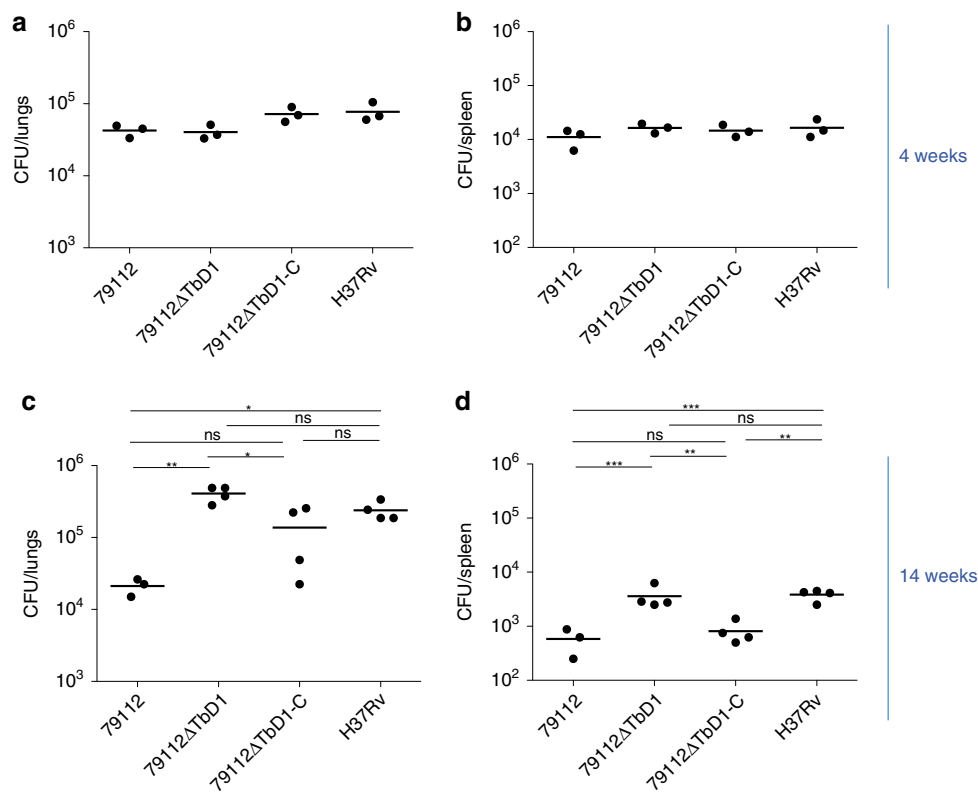 a
10⁶
10⁵
10⁴
10³
CFU/lungs
79112
79112ΔTbD1
79112ΔTbD1-C
H37Rv
b
10⁶
10⁵
10⁴
10³
10²
CFU/spleen
79112
79112ΔTbD1
79112ΔTbD1-C
H37Rv
4 weeks
c
*
ns
ns
ns
*
**
10⁶
10⁵
10⁴
10³
CFU/lungs
79112
79112ΔTbD1
79112ΔTbD1-C
H37Rv
d
***
ns
ns
**
**
***
10⁶
10⁵
10⁴
10³
10²
CFU/spleen
79112
79112ΔTbD1
79112ΔTbD1-C
H37Rv
14 weeks